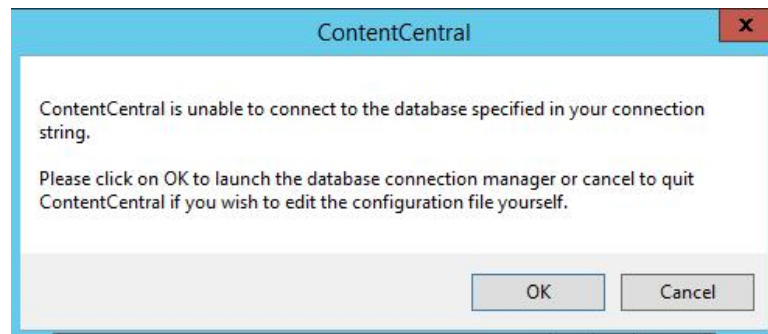 ContentCentral
x
ContentCentral is unable to connect to the database specified in your connection
string.
Please click on OK to launch the database connection manager or cancel to quit
ContentCentral if you wish to edit the configuration file yourself.
OK
Cancel